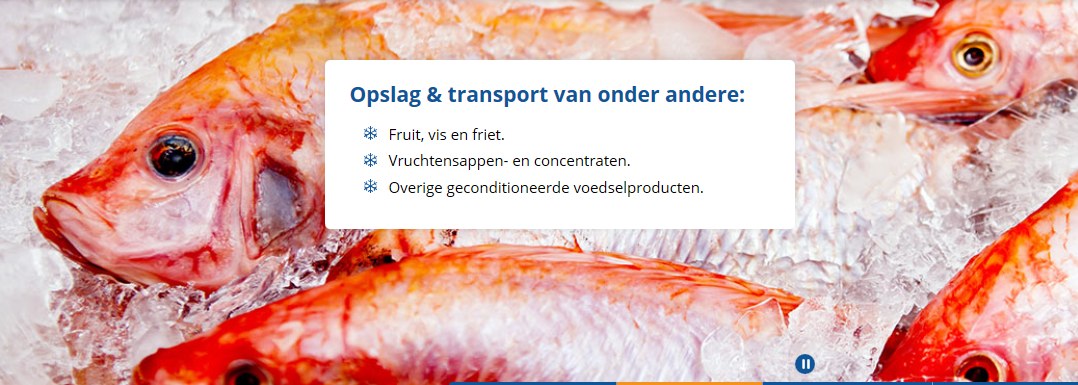 Opslag & transport van onder andere:
Fruit, vis en friet.
Vruchtensappen- en concentraten.
Overige geconditioneerde voedselproducten.